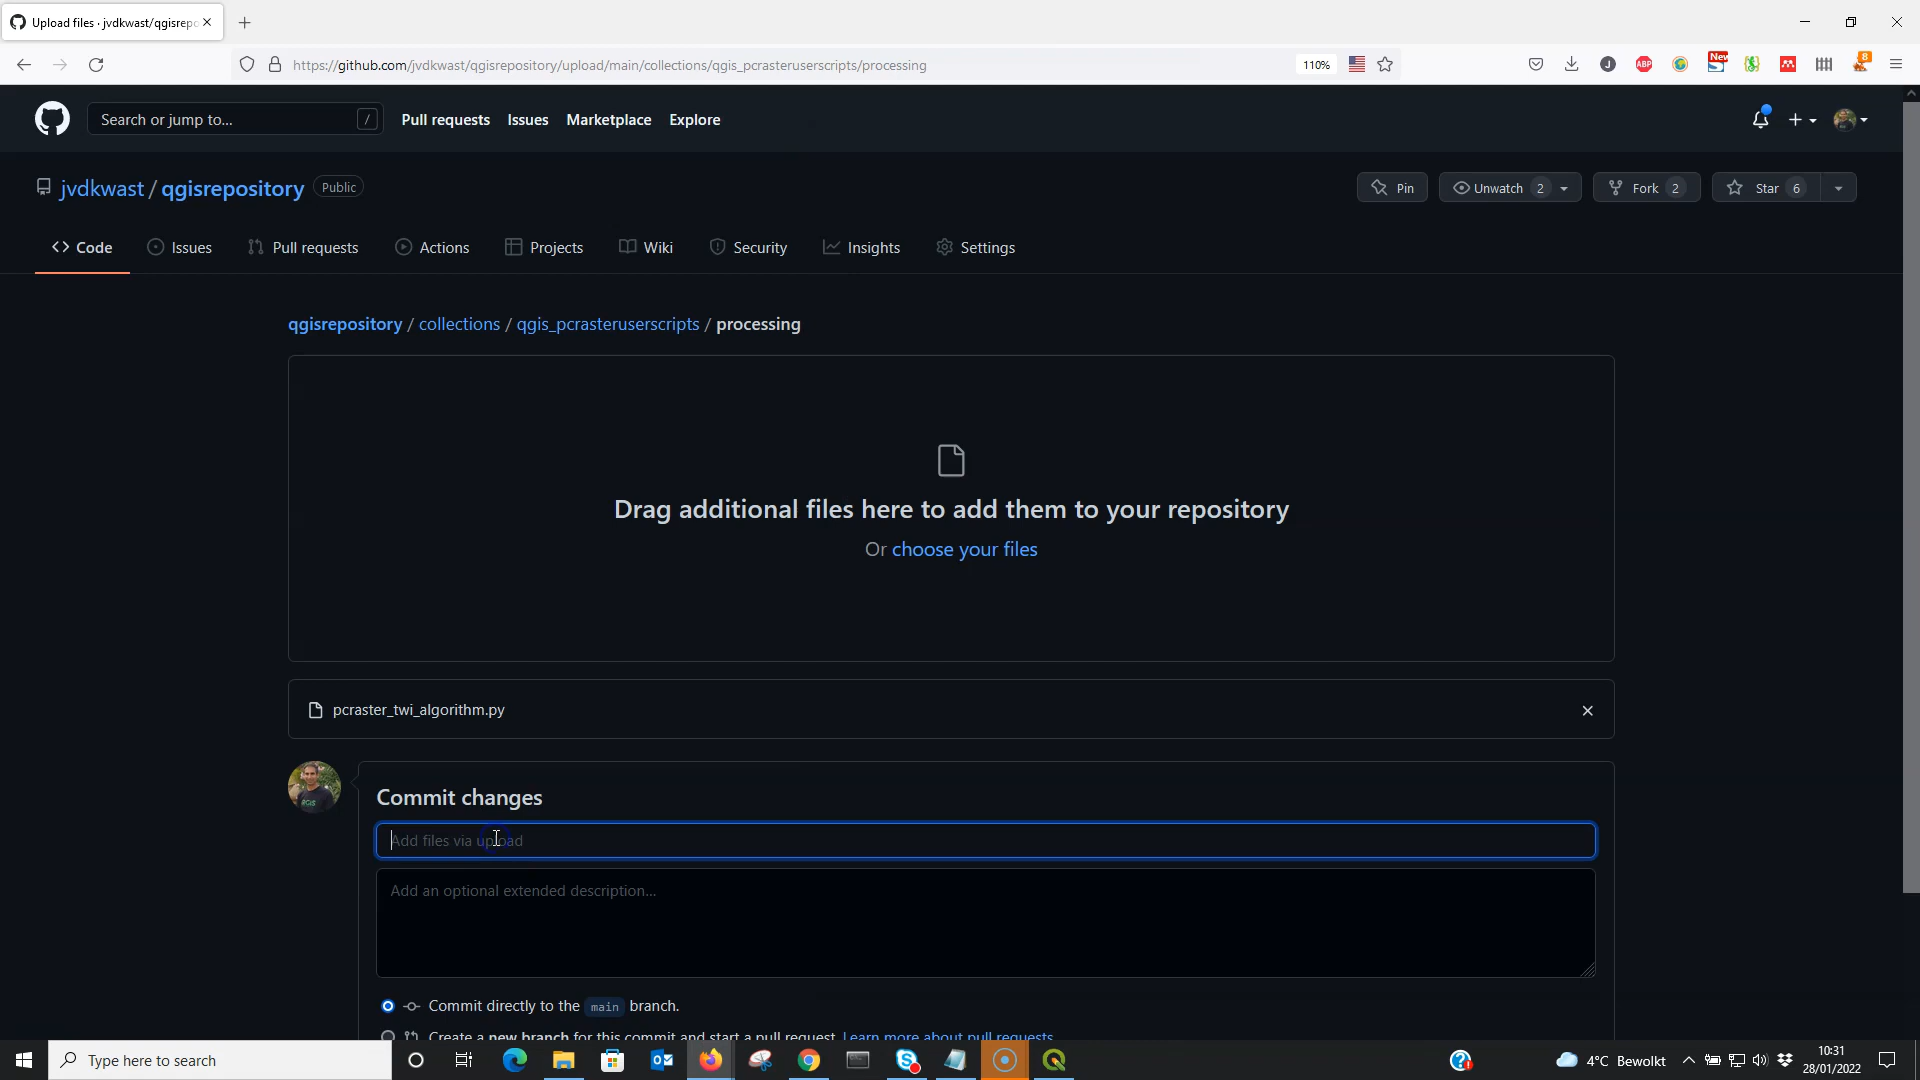 Upload files · jvdkwast/qgisrepo
https://github.com/jvdkwast/qgisrepository/upload/main/collections/qgis_pcrasteruserscripts/processing
110%
J
ABP
New
8
Search or jump to...
/
Pull requests
Issues
Marketplace
Explore
jvdkwast / qgisrepository
Public
Pin
Unwatch 2
Fork 2
Star 6
Code
Issues
Pull requests
Actions
Projects
Wiki
Security
Insights
Settings
qgisrepository / collections / qgis_pcrasteruserscripts / processing
Drag additional files here to add them to your repository
Or choose your files
pcraster_twi_algorithm.py
Commit changes
Add files via upload
Add an optional extended description...
Commit directly to the main branch.
Create a new branch for this commit and start a pull request. Learn more about pull requests.
Type here to search
4°C Bewolkt
10:31
28/01/2022